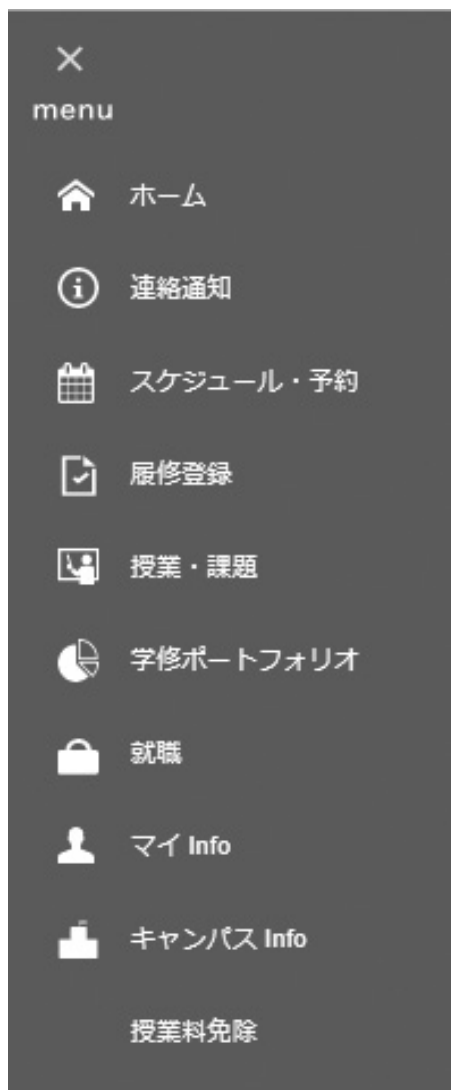 menu
ホーム
連絡通知
スケジュール・予約
履修登録
授業・課題
学修ポートフォリオ
就職
マイ Info
キャンパス Info
授業料免除